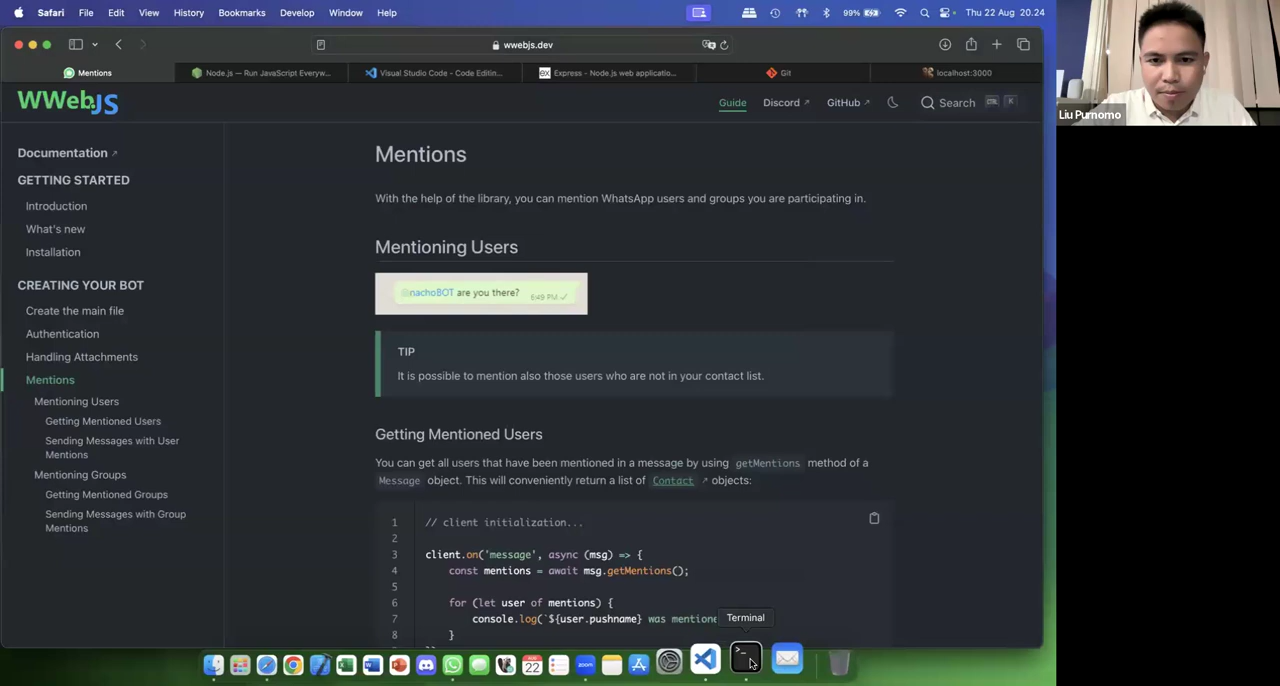 Safari File Edit View History Bookmarks Develop Window Help
99% Thu 22 Aug 20.24
wwebjs.dev
Mentions
Node.js — Run JavaScript Everyw...
Visual Studio Code - Code Editin...
Express - Node.js web applicatio...
Git
localhost:3000
WWebJS
Guide Discord GitHub Search K
Documentation
GETTING STARTED
Introduction
What's new
Installation
CREATING YOUR BOT
Create the main file
Authentication
Handling Attachments
Mentions
Mentioning Users
Getting Mentioned Users
Sending Messages with User
Mentions
Mentioning Groups
Getting Mentioned Groups
Sending Messages with Group
Mentions
Mentions
With the help of the library, you can mention WhatsApp users and groups you are participating in.
Mentioning Users
@nachoBOT are you there? 6:49 PM
TIP
It is possible to mention also those users who are not in your contact list.
Getting Mentioned Users
You can get all users that have been mentioned in a message by using getMentions method of a
Message object. This will conveniently return a list of Contact objects:
1 // client initialization...
2
3 client.on('message', async (msg) => {
4 const mentions = await msg.getMentions();
5
6 for (let user of mentions) {
7 console.log(`${user.pushname} was mentione
8 }
Terminal
Liu Purnomo